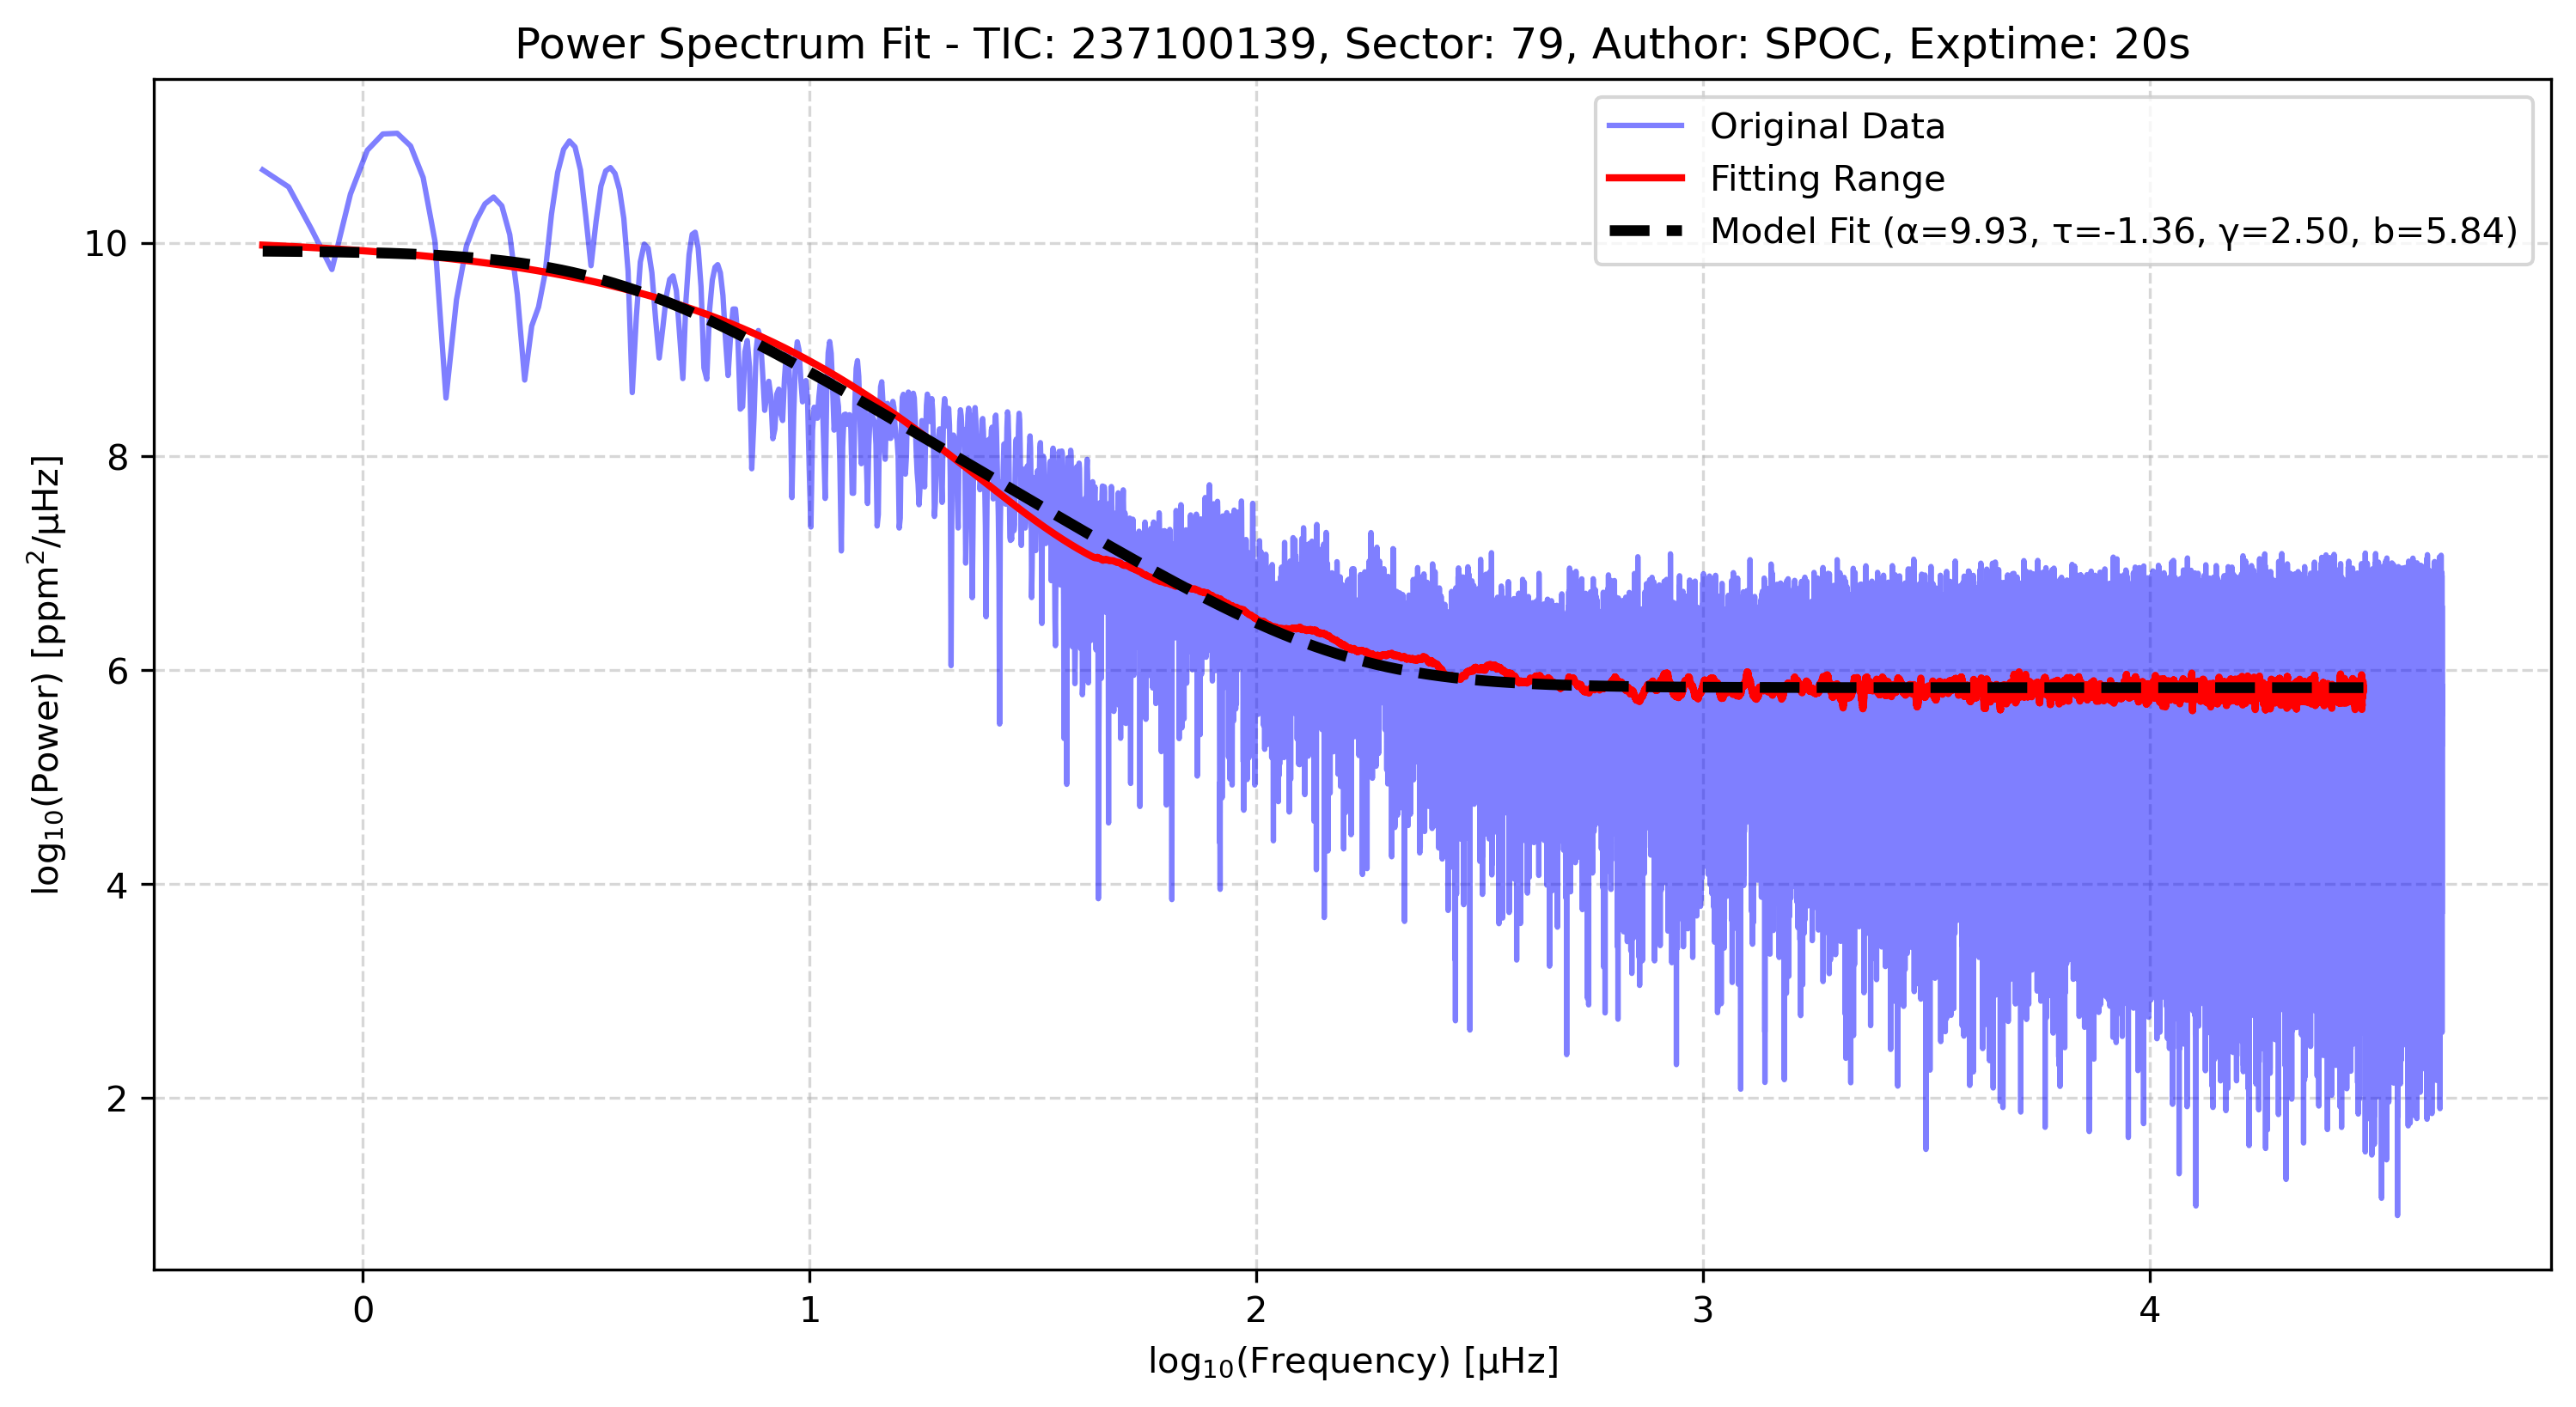 Power Spectrum Fit - TIC: 237100139, Sector: 79, Author: SPOC, Exptime: 20s
Original Data
Fitting Range
Model Fit (α=9.93, τ=-1.36, γ=2.50, b=5.84)
log₁₀(Power) [ppm²/μHz]
10
8
6
4
2
0 1 2 3 4
log₁₀(Frequency) [μHz]